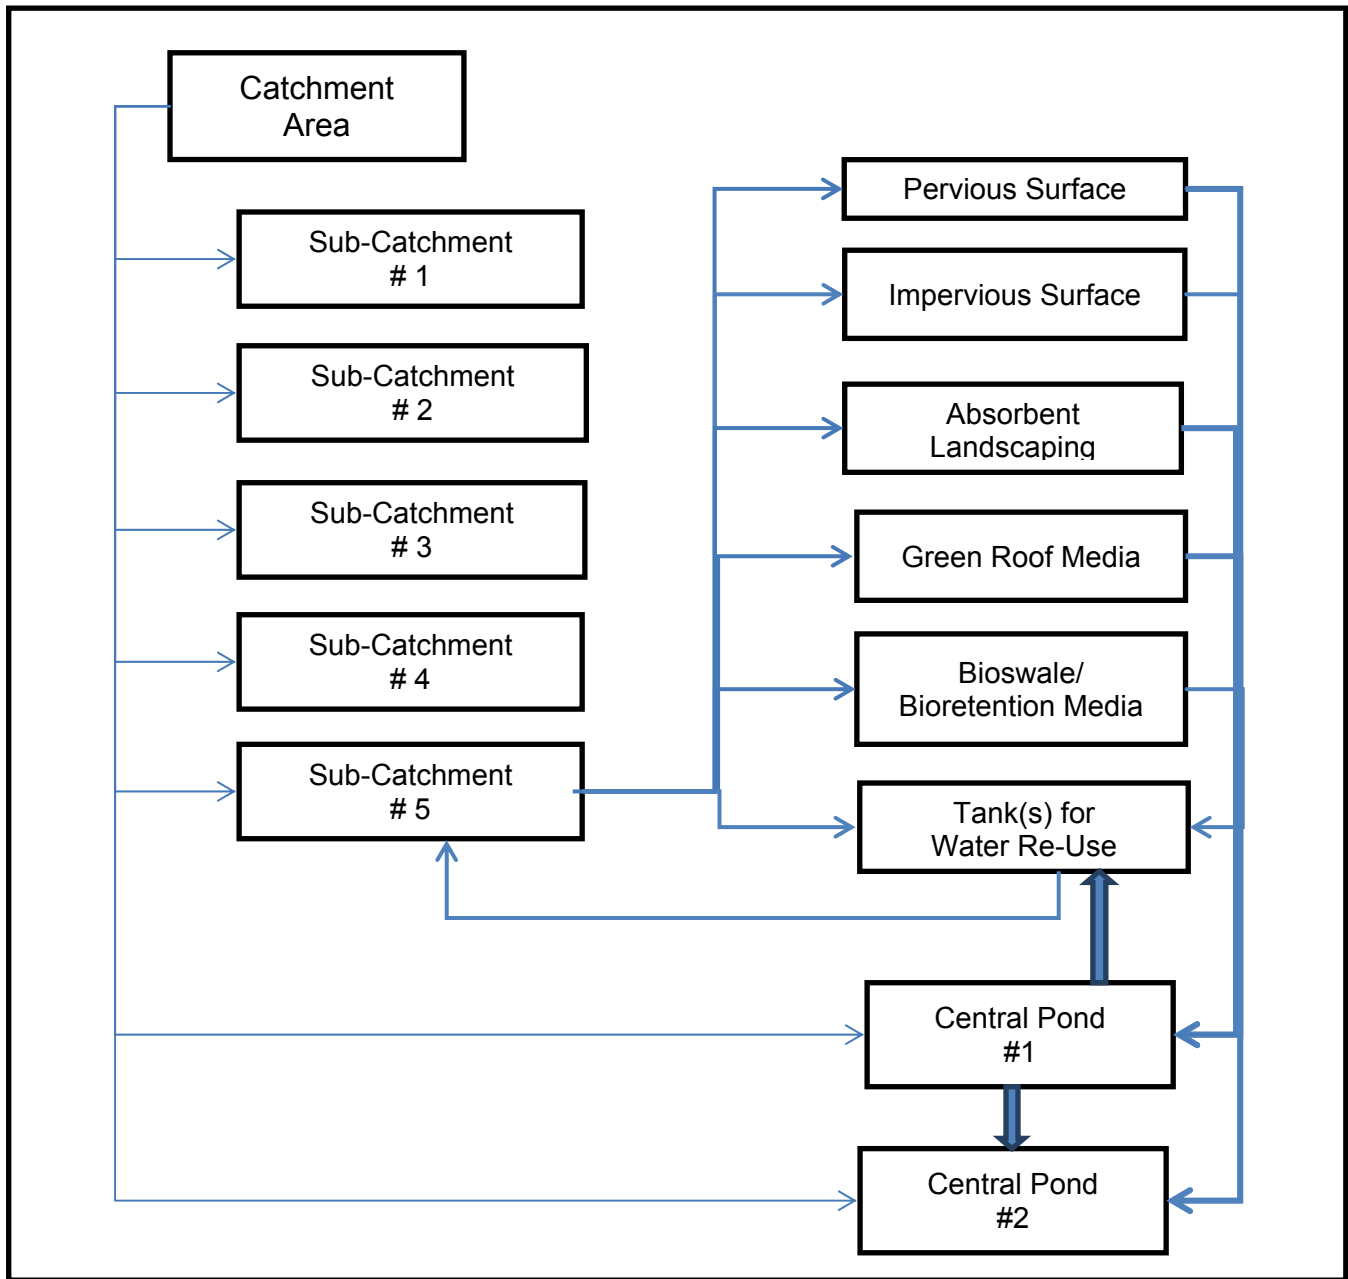 Catchment
Area
Sub-Catchment
# 1
Sub-Catchment
# 2
Sub-Catchment
# 3
Sub-Catchment
# 4
Sub-Catchment
# 5
Pervious Surface
Impervious Surface
Absorbent
Landscaping
Green Roof Media
Bioswale/
Bioretention Media
Tank(s) for
Water Re-Use
Central Pond
#1
Central Pond
#2